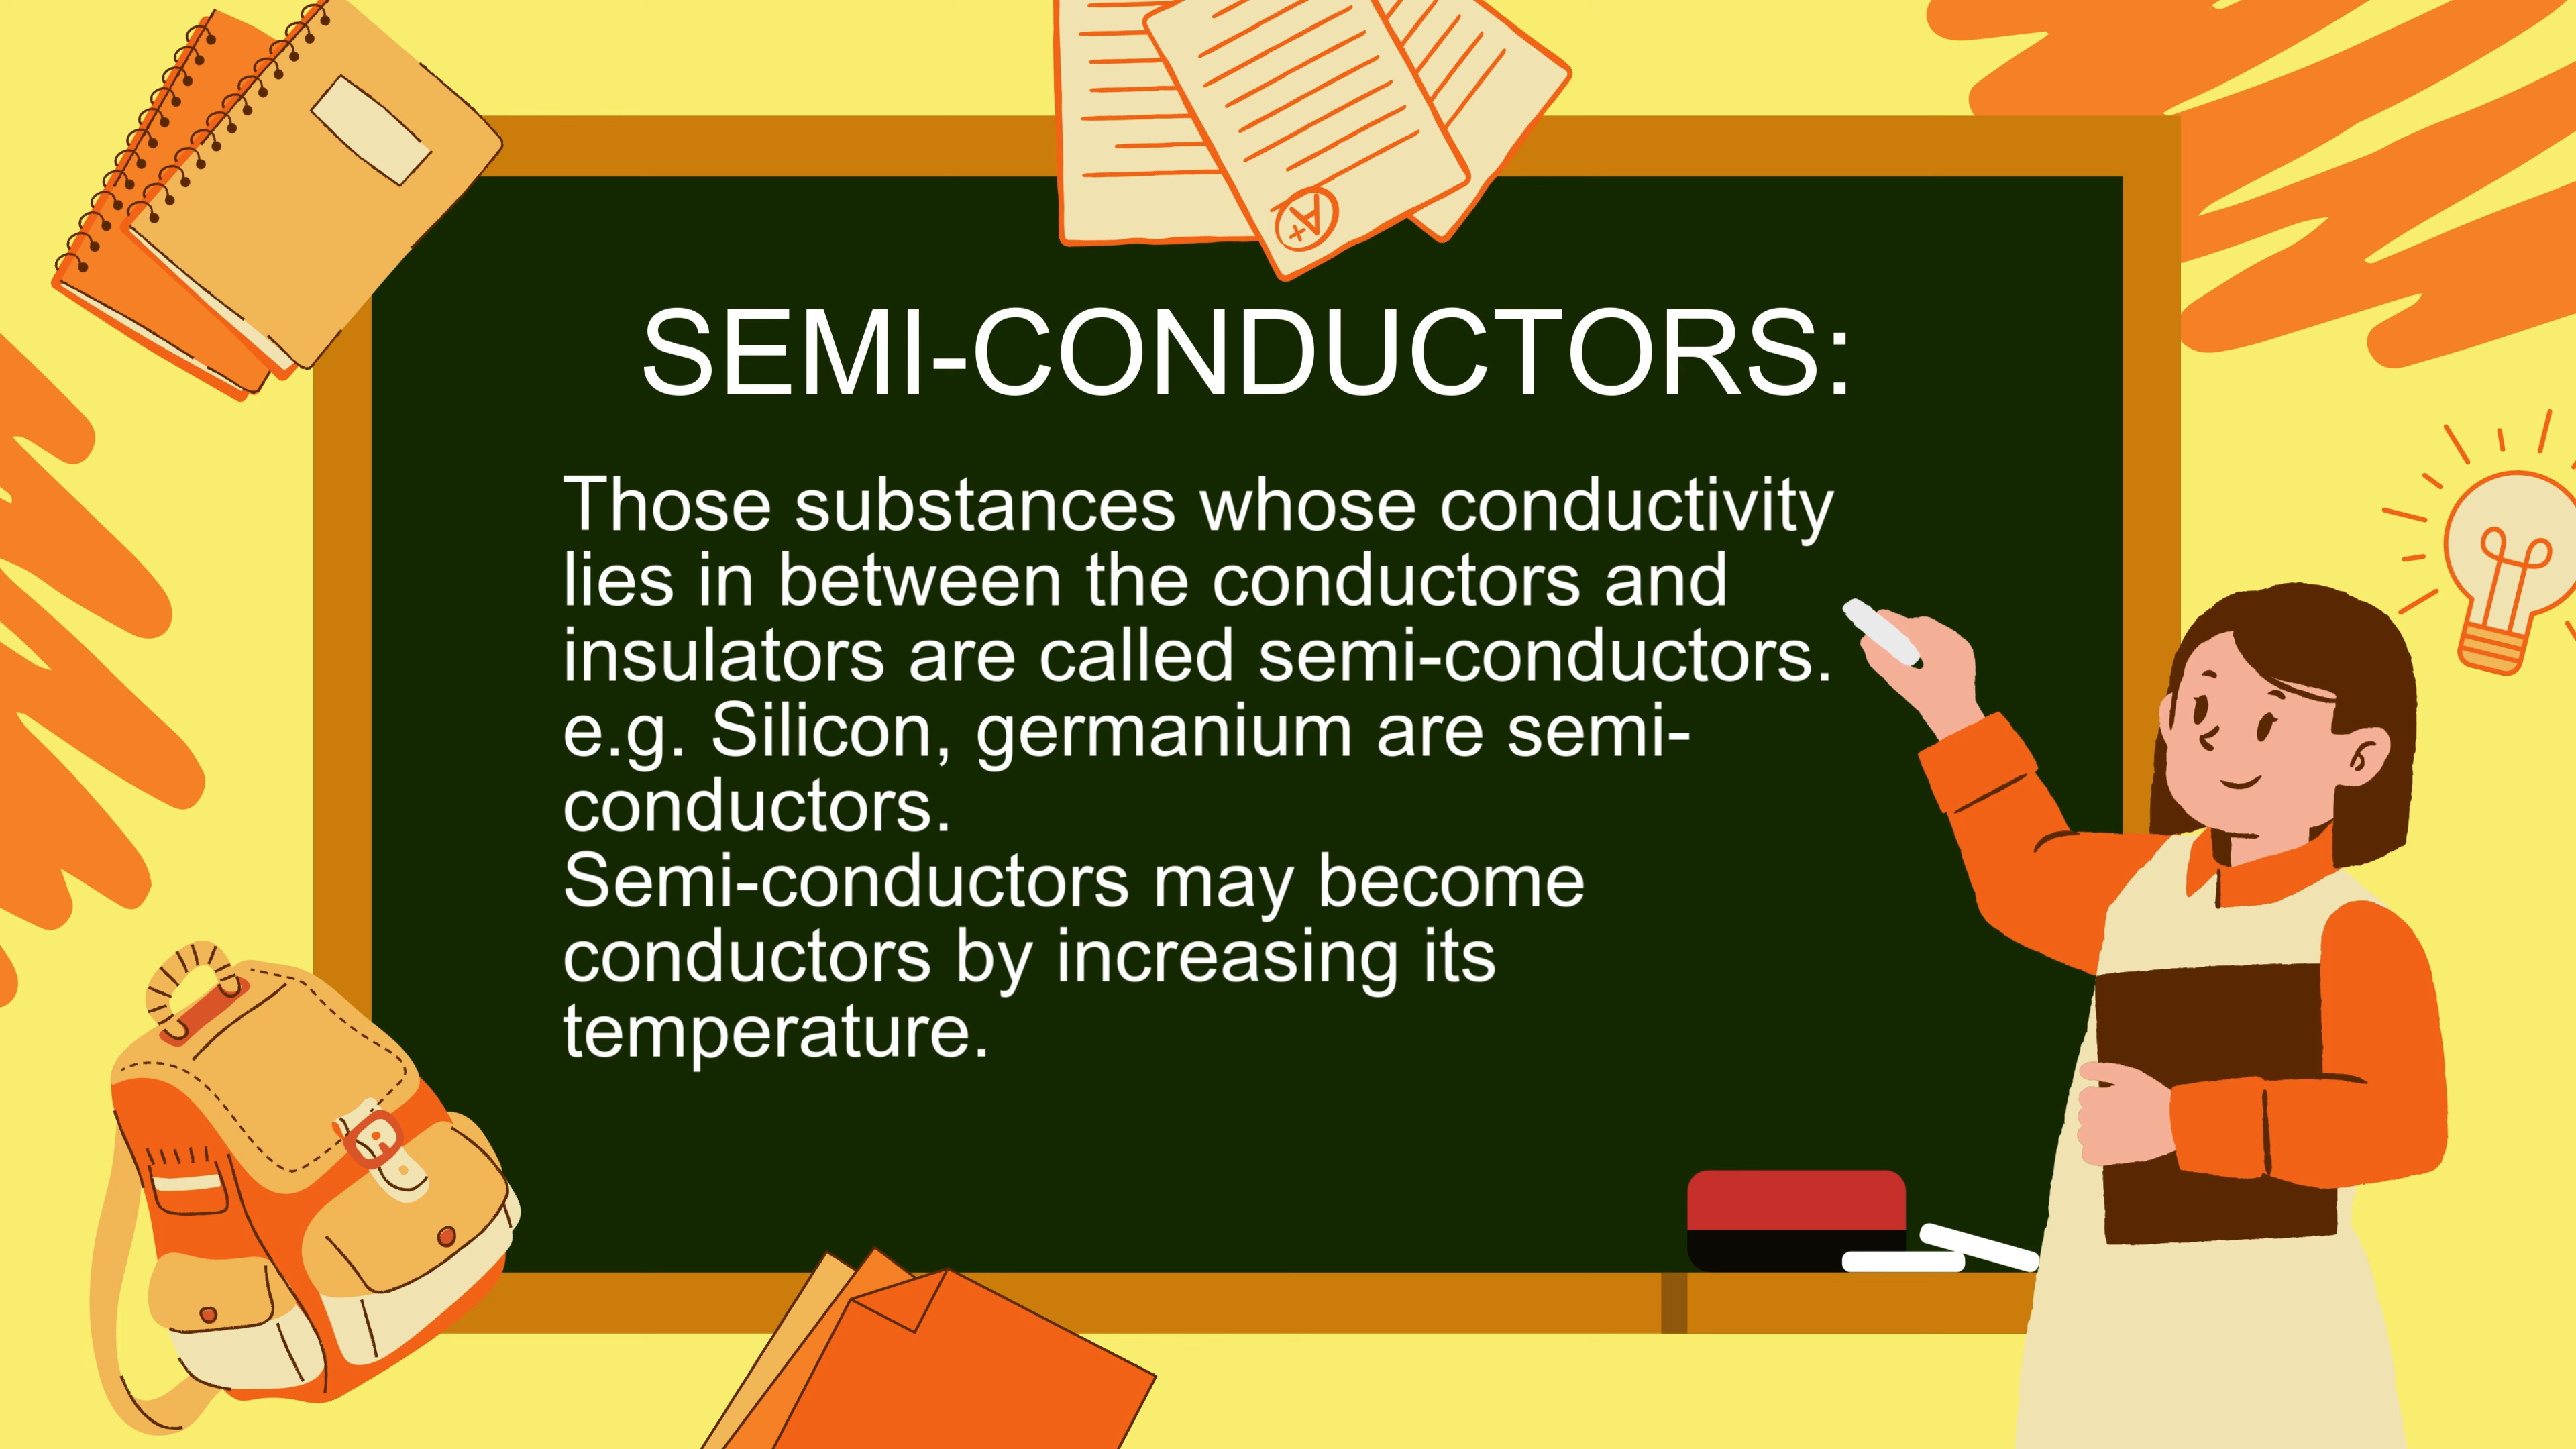 A+
SEMI-CONDUCTORS:
Those substances whose conductivity
lies in between the conductors and
insulators are called semi-conductors.
e.g. Silicon, germanium are semi-
conductors.
Semi-conductors may become
conductors by increasing its
temperature.